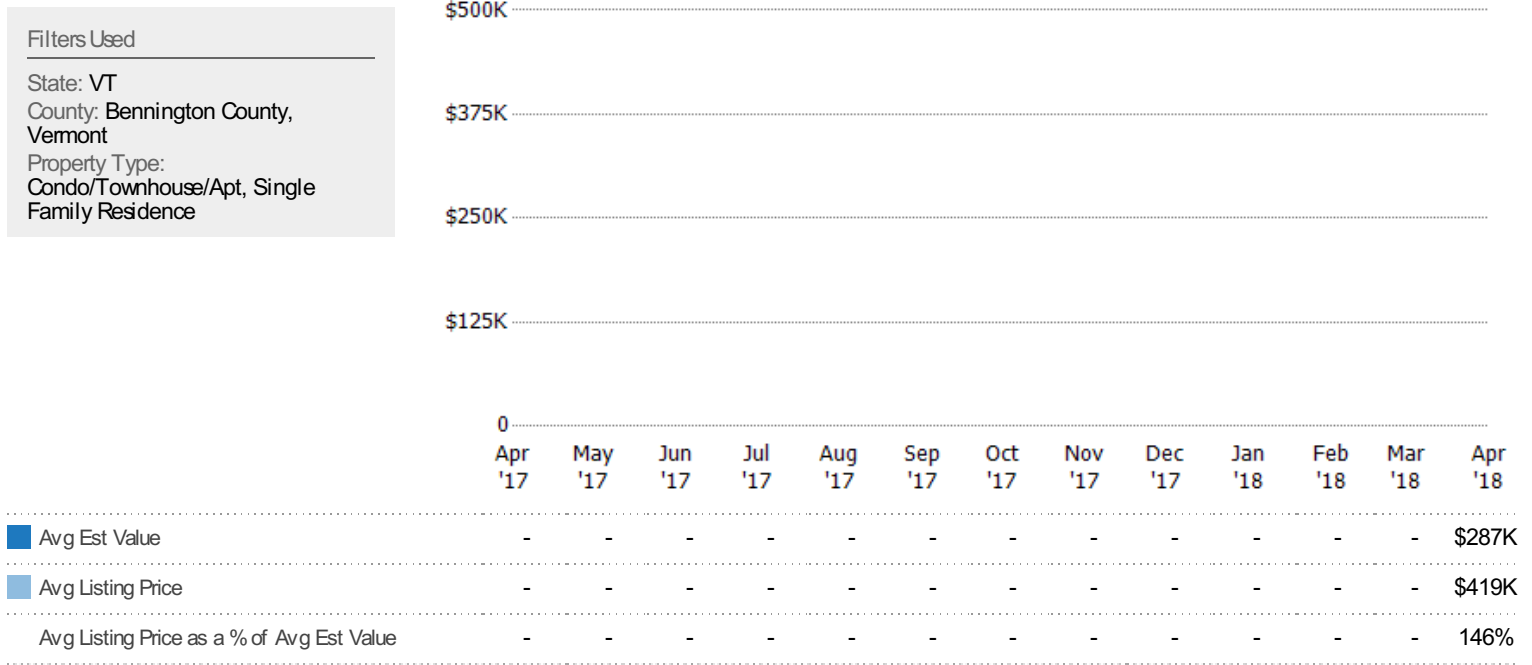 Filters Used
State: VT
County: Bennington County,
Vermont
Property Type:
Condo/Townhouse/Apt, Single
Family Residence
$500K
$375K
$250K
$125K
0
Apr May Jun Jul Aug Sep Oct Nov Dec Jan Feb Mar Apr
'17 '17 '17 '17 '17 '17 '17 '17 '17 '18 '18 '18 '18
Avg Est Value - - - - - - - - - - - - $287K
Avg Listing Price - - - - - - - - - - - - $419K
Avg Listing Price as a % of Avg Est Value - - - - - - - - - - - - 146%